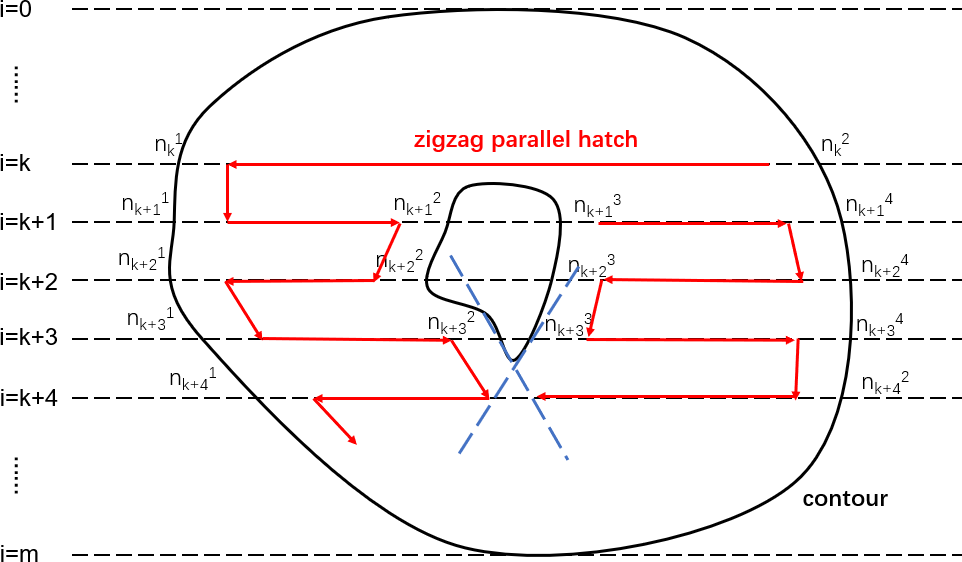 i=0
......
zigzag parallel hatch
n_k^1
n_k^2
i=k
n_{k+1}^1
n_{k+1}^2
n_{k+1}^3
n_{k+1}^4
i=k+1
n_{k+2}^1
n_{k+2}^2
n_{k+2}^3
n_{k+2}^4
i=k+2
n_{k+3}^1
n_{k+3}^2
n_{k+3}^3
n_{k+3}^4
i=k+3
n_{k+4}^1
n_{k+4}^2
i=k+4
......
contour
i=m